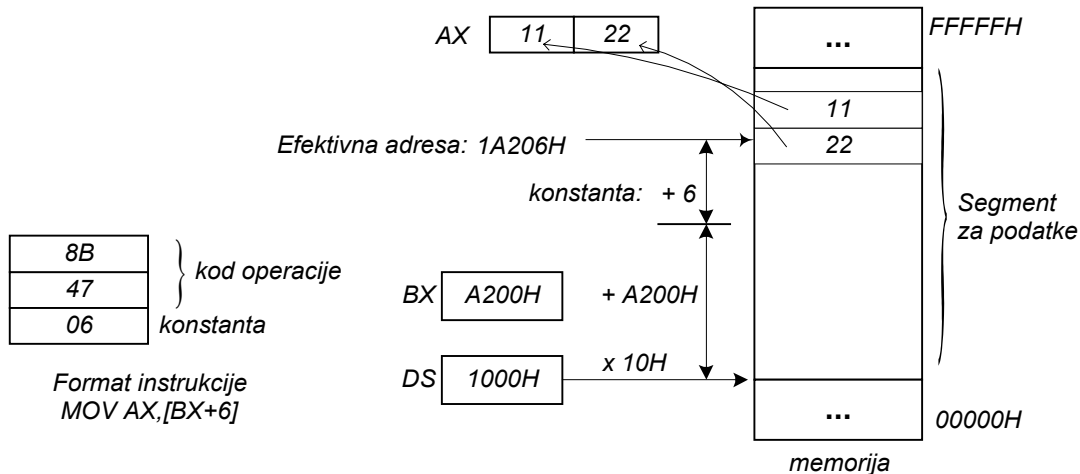 AX 11 22
... FFFFFH
11
Efektivna adresa: 1A206H 22
konstanta: + 6
Segment
za podatke
8B
47
kod operacije
06 konstanta
BX A200H + A200H
DS 1000H x 10H
Format instrukcije
MOV AX,[BX+6]
... 00000H
memorija